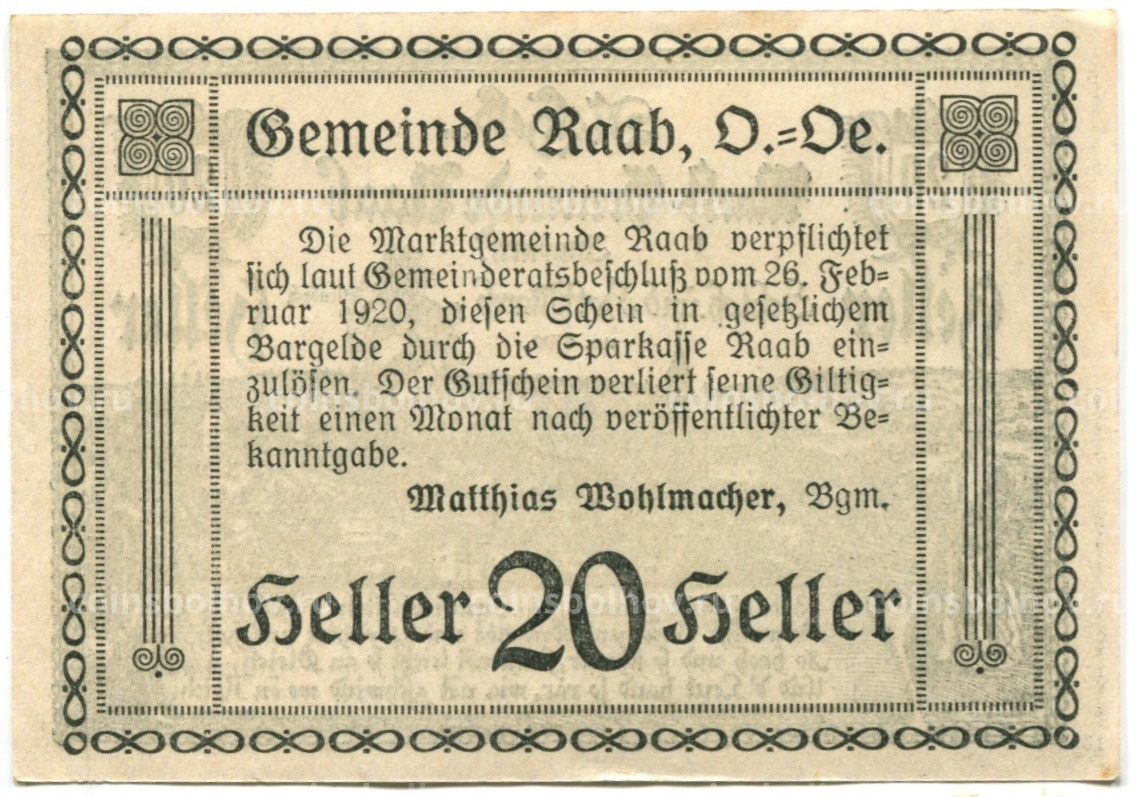 Gemeinde Raab, O.=Oe.
Die Marktgemeinde Raab verpflichtet
sich laut Gemeinderatsbeschluß vom 26. Feb=
ruar 1920, diesen Schein in gesetzlichem
Bargelde durch die Sparkasse Raab ein=
zulösen. Der Gutschein verliert seine Giltig=
keit einen Monat nach veröffentlichter Be=
kanntgabe.
Matthias Wohlmacher, Bgm.
Heller 20 Heller
coinsbolhov.ru